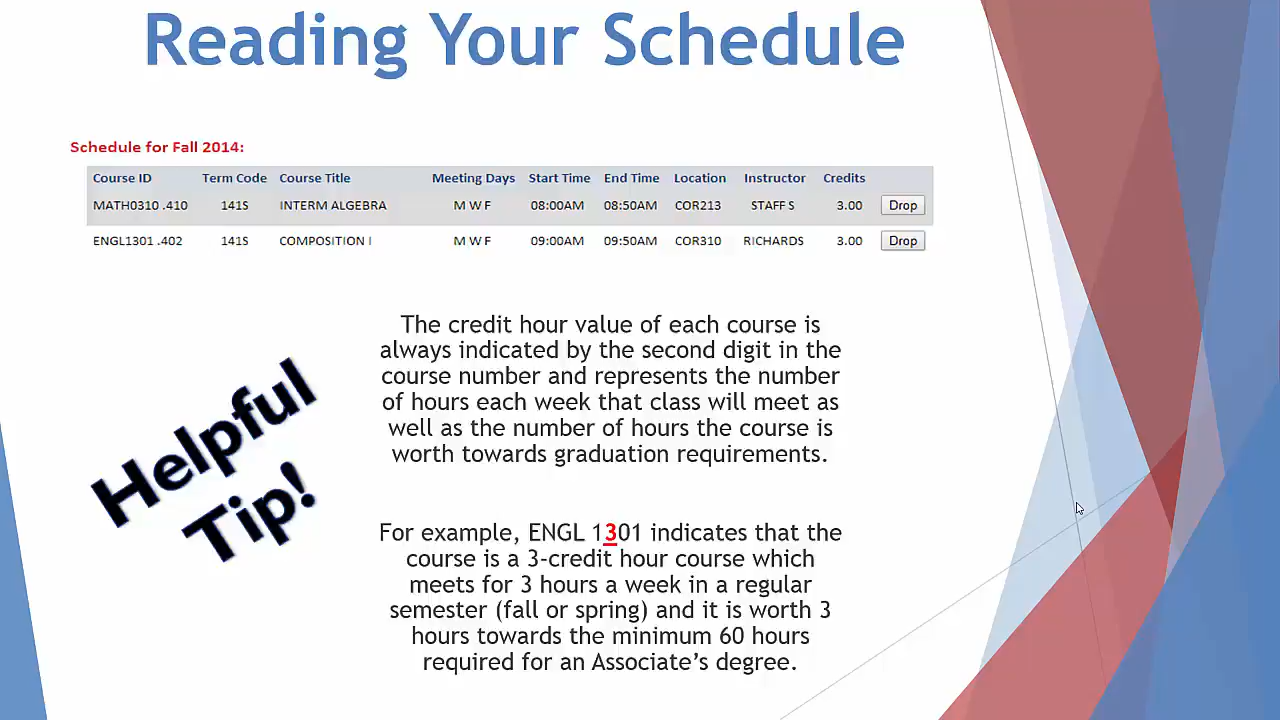 Reading Your Schedule
Schedule for Fall 2014:
Course ID Term Code Course Title Meeting Days Start Time End Time Location Instructor Credits
MATH0310 .410 141S INTERM ALGEBRA M W F 08:00AM 08:50AM COR213 STAFF S 3.00 Drop
ENGL1301 .402 141S COMPOSITION I M W F 09:00AM 09:50AM COR310 RICHARDS 3.00 Drop
The credit hour value of each course is
always indicated by the second digit in the
course number and represents the number
of hours each week that class will meet as
well as the number of hours the course is
worth towards graduation requirements.
Helpful
Tip!
For example, ENGL 1301 indicates that the
course is a 3-credit hour course which
meets for 3 hours a week in a regular
semester (fall or spring) and it is worth 3
hours towards the minimum 60 hours
required for an Associate’s degree.